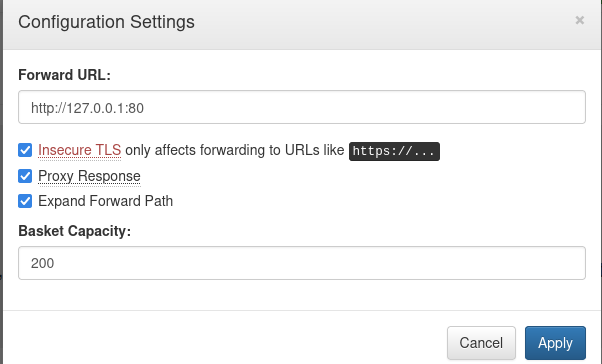 Configuration Settings ×
Forward URL:
http://127.0.0.1:80
Insecure TLS only affects forwarding to URLs like https://...
Proxy Response
Expand Forward Path
Basket Capacity:
200
Cancel Apply